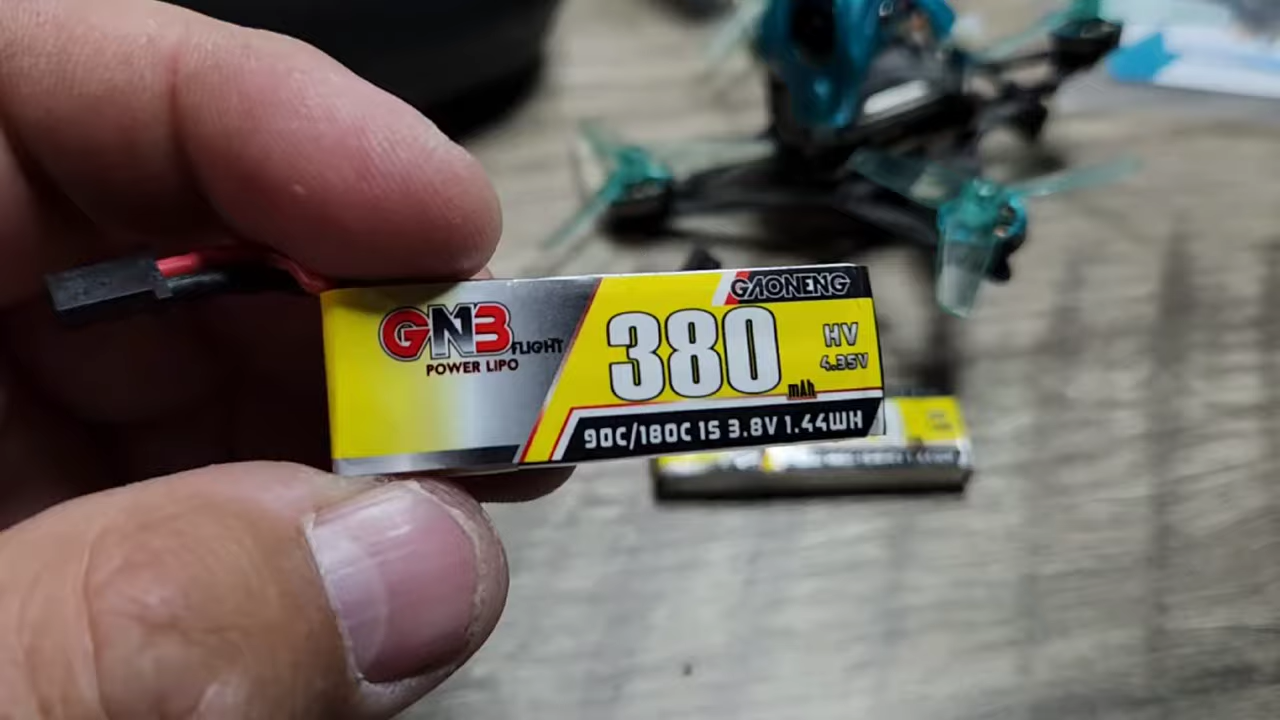 GAONENG
GNB FLIGHT
POWER LIPO
380 mAh
HV
4.35V
90C/180C 1S 3.8V 1.44WH